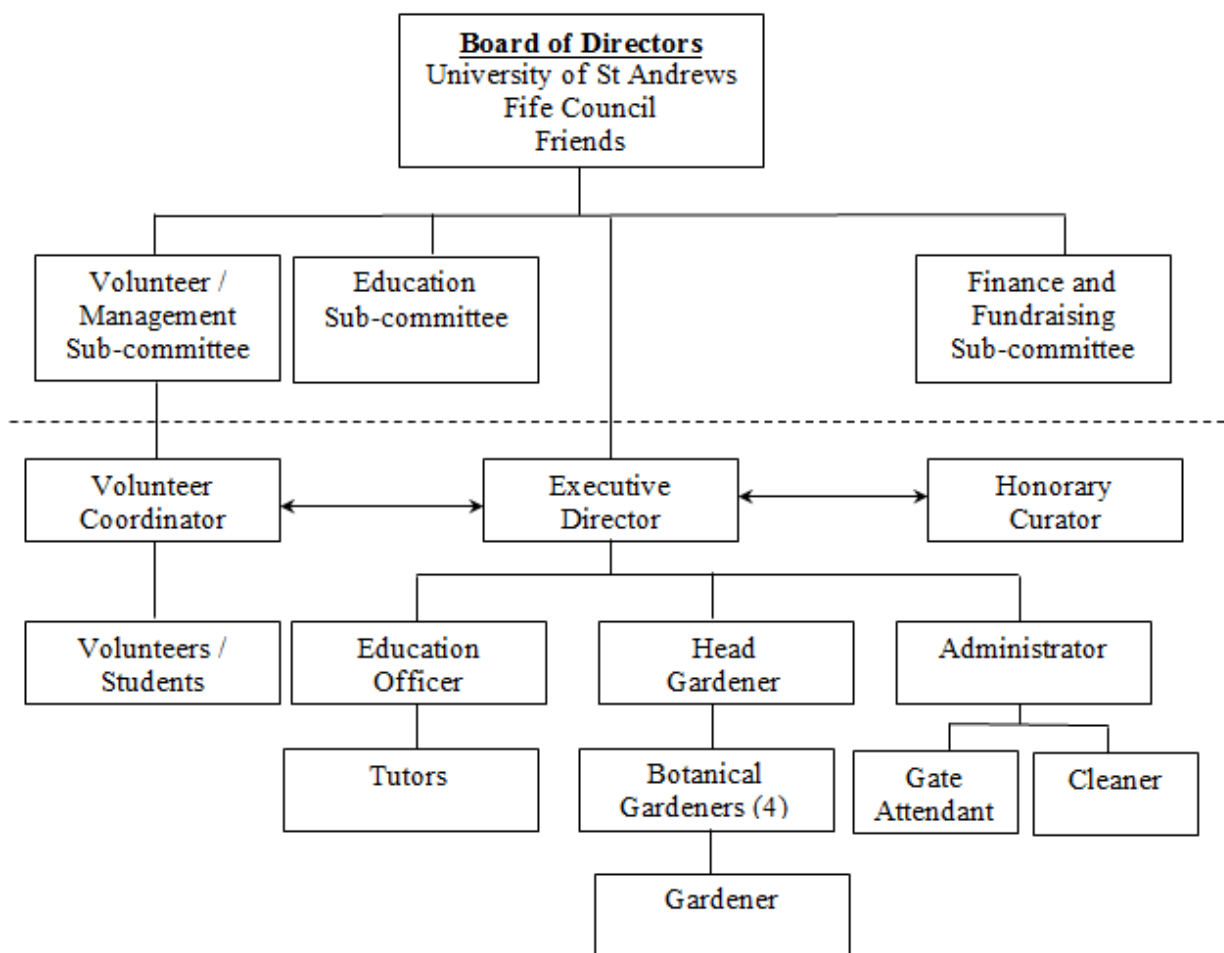 Board of Directors
University of St Andrews
Fife Council
Friends
Volunteer /
Management
Sub-committee
Education
Sub-committee
Finance and
Fundraising
Sub-committee
Volunteer
Coordinator
Executive
Director
Honorary
Curator
Volunteers /
Students
Education
Officer
Head
Gardener
Administrator
Tutors
Botanical
Gardeners (4)
Gate
Attendant
Cleaner
Gardener